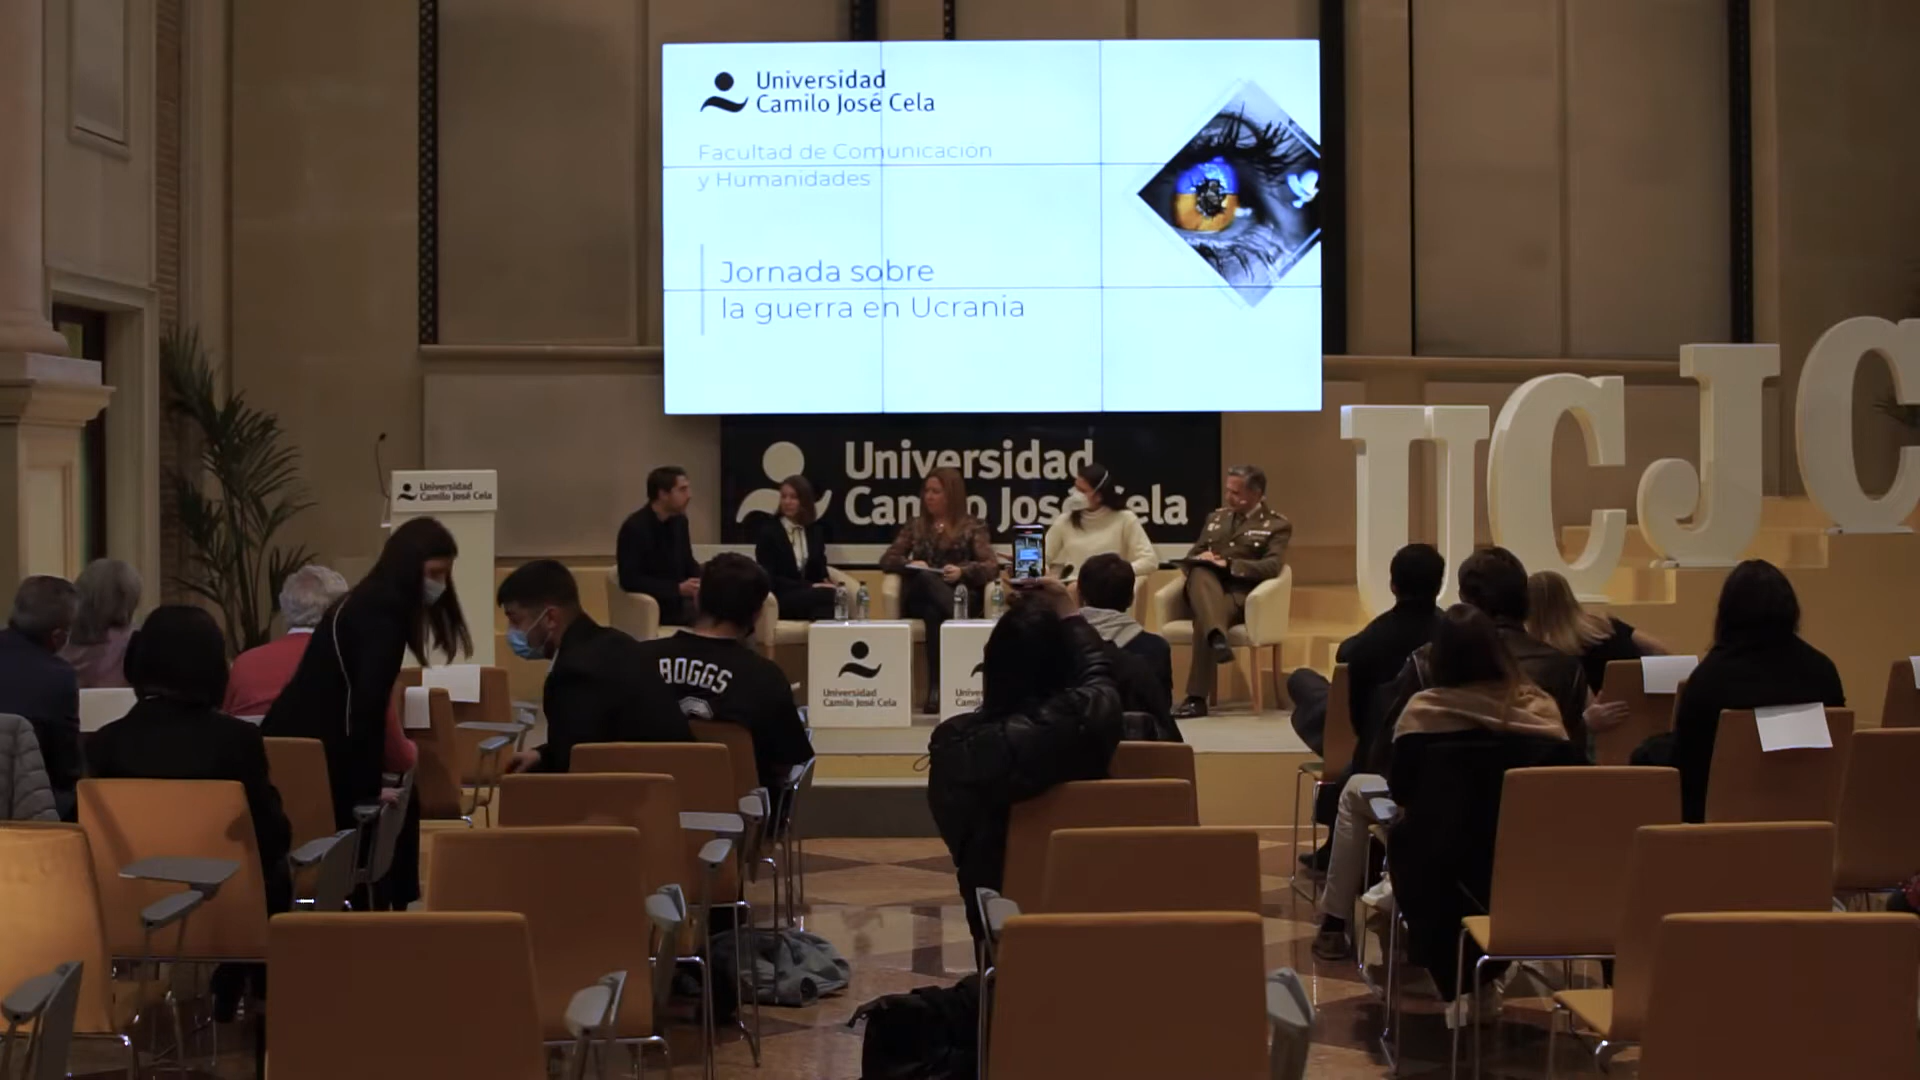 Universidad
Camilo José Cela
Facultad de Comunicación
y Humanidades
Jornada sobre
la guerra en Ucrania
UCJC
Universidad
Camilo José Cela
Universidad
Camilo José Cela
BOGGS
Universidad
Camilo José Cela